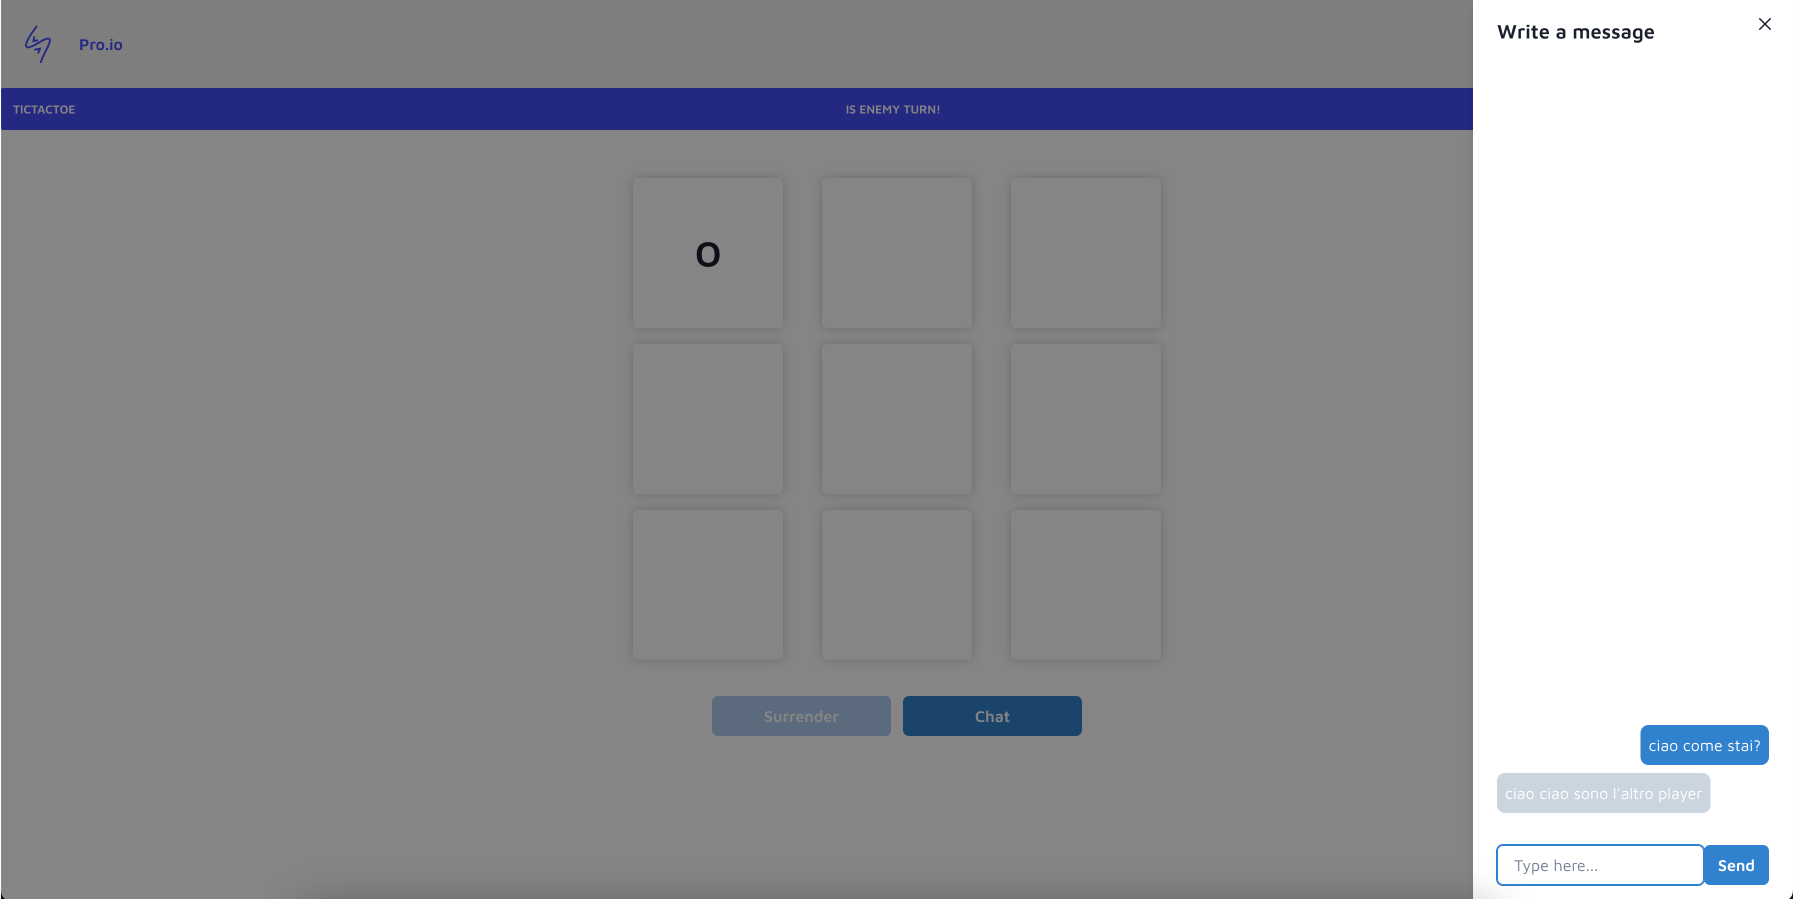 Pro.io
TICTACTOE
IS ENEMY TURN!
O
Surrender
Chat
Write a message
ciao come stai?
ciao ciao sono l'altro player
Type here...
Send